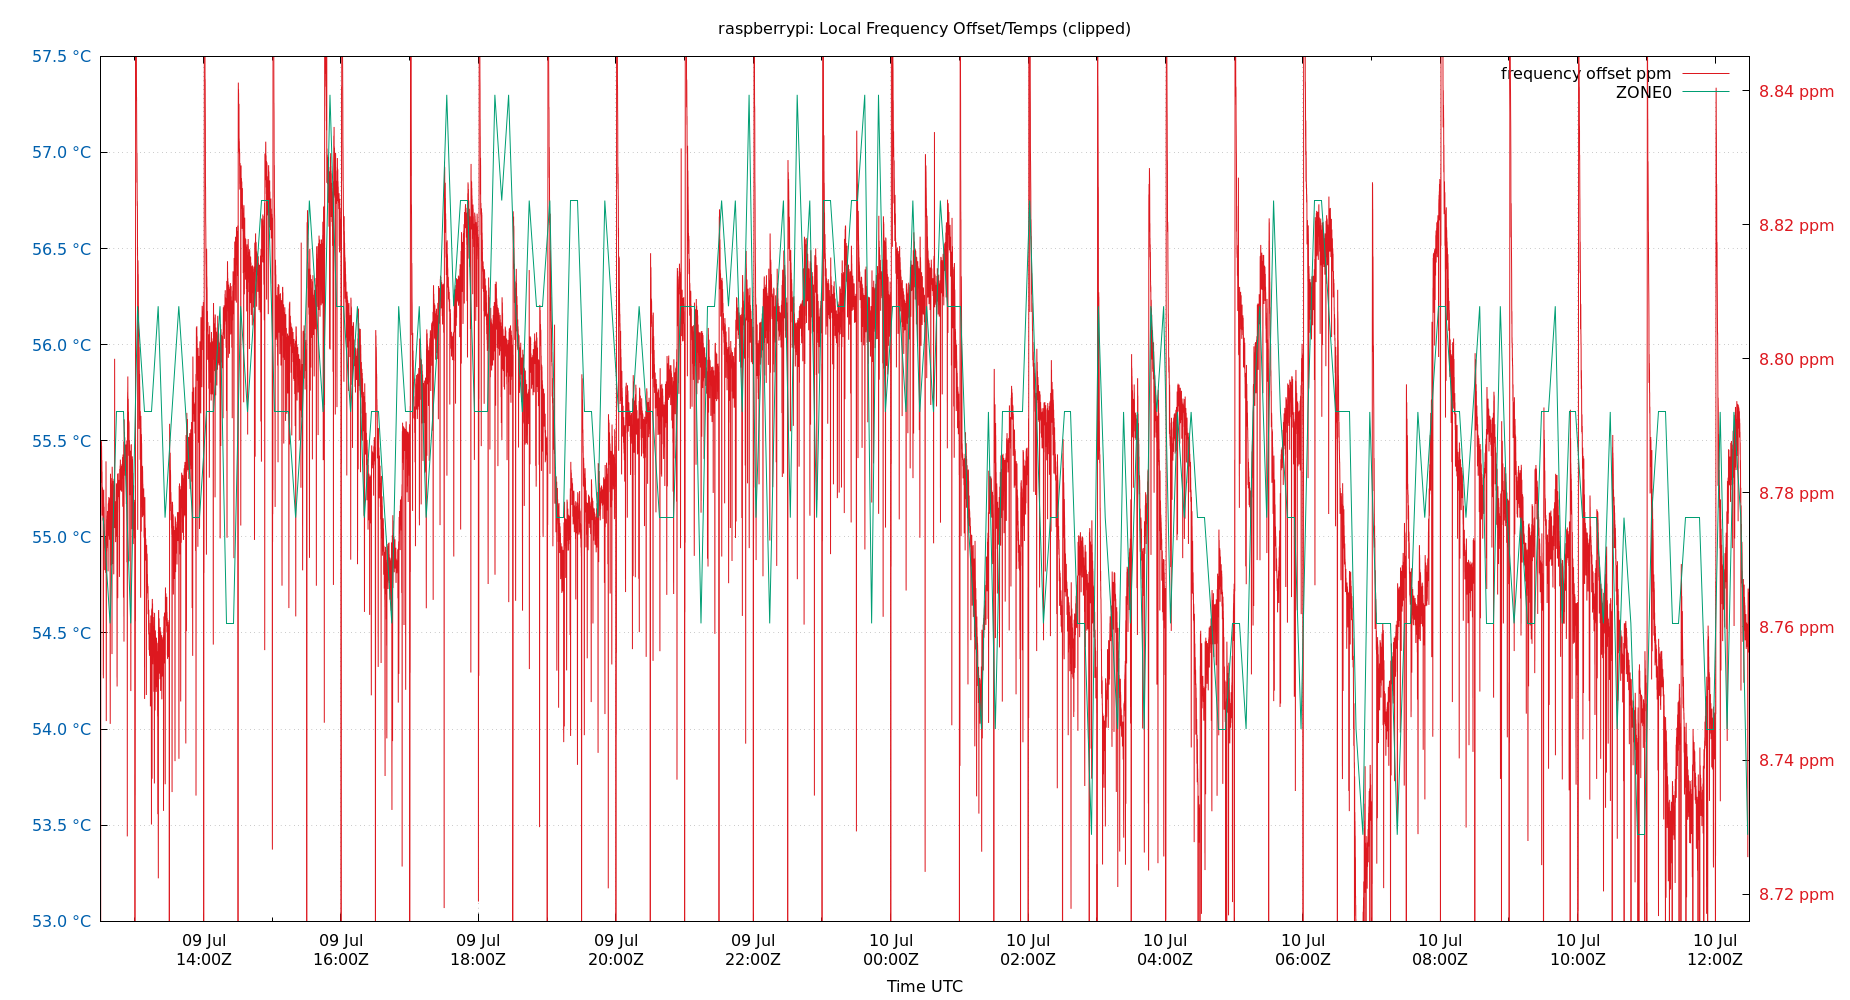 raspberrypi: Local Frequency Offset/Temps (clipped)
57.5 °C
57.0 °C
56.5 °C
56.0 °C
55.5 °C
55.0 °C
54.5 °C
54.0 °C
53.5 °C
53.0 °C
frequency offset ppm
ZONE0
8.84 ppm
8.82 ppm
8.80 ppm
8.78 ppm
8.76 ppm
8.74 ppm
8.72 ppm
09 Jul 09 Jul 09 Jul 09 Jul 09 Jul 10 Jul 10 Jul 10 Jul 10 Jul 10 Jul 10 Jul 10 Jul
14:00Z 16:00Z 18:00Z 20:00Z 22:00Z 00:00Z 02:00Z 04:00Z 06:00Z 08:00Z 10:00Z 12:00Z
Time UTC